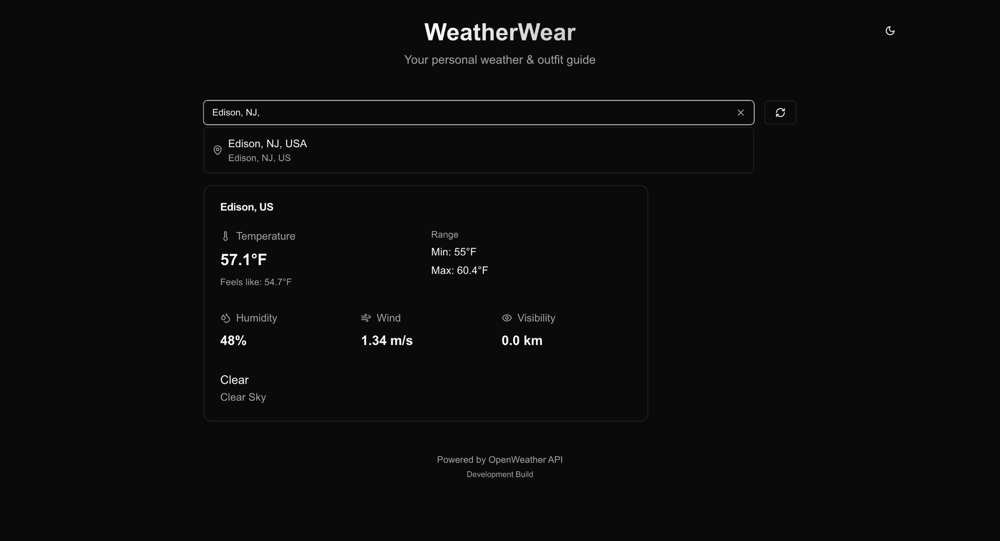 WeatherWear
Your personal weather & outfit guide
Edison, NJ,
Edison, NJ, USA
Edison, NJ, US
Edison, US
Temperature
57.1°F
Feels like: 54.7°F
Range
Min: 55°F
Max: 60.4°F
Humidity
48%
Wind
1.34 m/s
Visibility
0.0 km
Clear
Clear Sky
Powered by OpenWeather API
Development Build